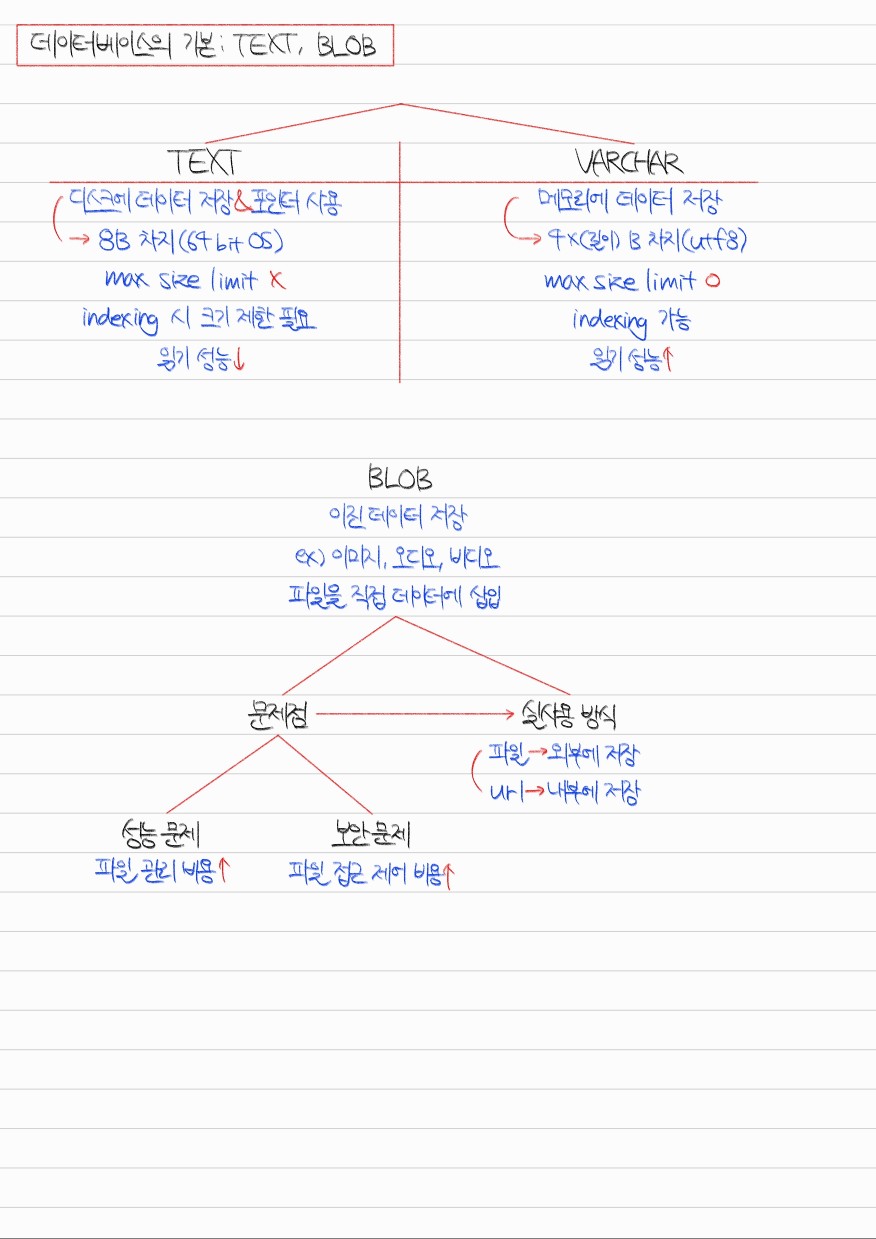 데이터베이스의 기본: TEXT, BLOB
TEXT
디스크에 데이터 저장&포인터 사용
→ 8B 차지(64bit OS)
max size limit X
indexing 시 크기 제한 필요
읽기 성능↓
VARCHAR
메모리에 데이터 저장
→ 4×(길이) B 차지(utf8)
max size limit O
indexing 가능
읽기 성능↑
BLOB
이진 데이터 저장
ex) 이미지, 오디오, 비디오
파일을 직접 데이터에 삽입
문제점 → 실사용 방식
파일→외부에 저장
url→내부에 저장
성능 문제
파일 관리 비용↑
보안 문제
파일 접근 제어 비용↑